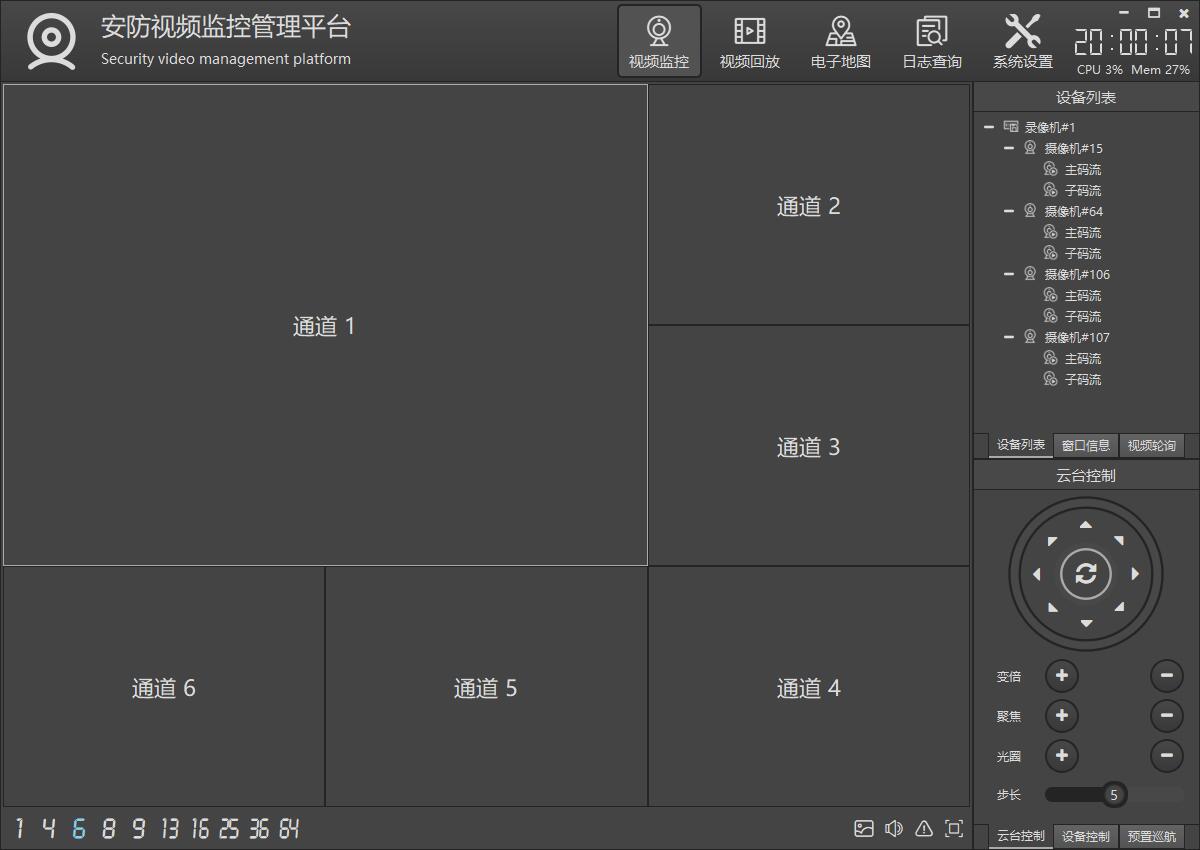 安防视频监控管理平台
Security video management platform
视频监控
视频回放
电子地图
日志查询
系统设置
20:00:07
CPU 3% Mem 27%
通道 1
通道 2
通道 3
通道 6
通道 5
通道 4
1 4 6 8 9 13 16 25 36 64
设备列表
录像机#1
摄像机#15
主码流
子码流
摄像机#64
主码流
子码流
摄像机#106
主码流
子码流
摄像机#107
主码流
子码流
设备列表 窗口信息 视频轮询
云台控制
变倍
聚焦
光圈
步长 5
云台控制 设备控制 预置巡航